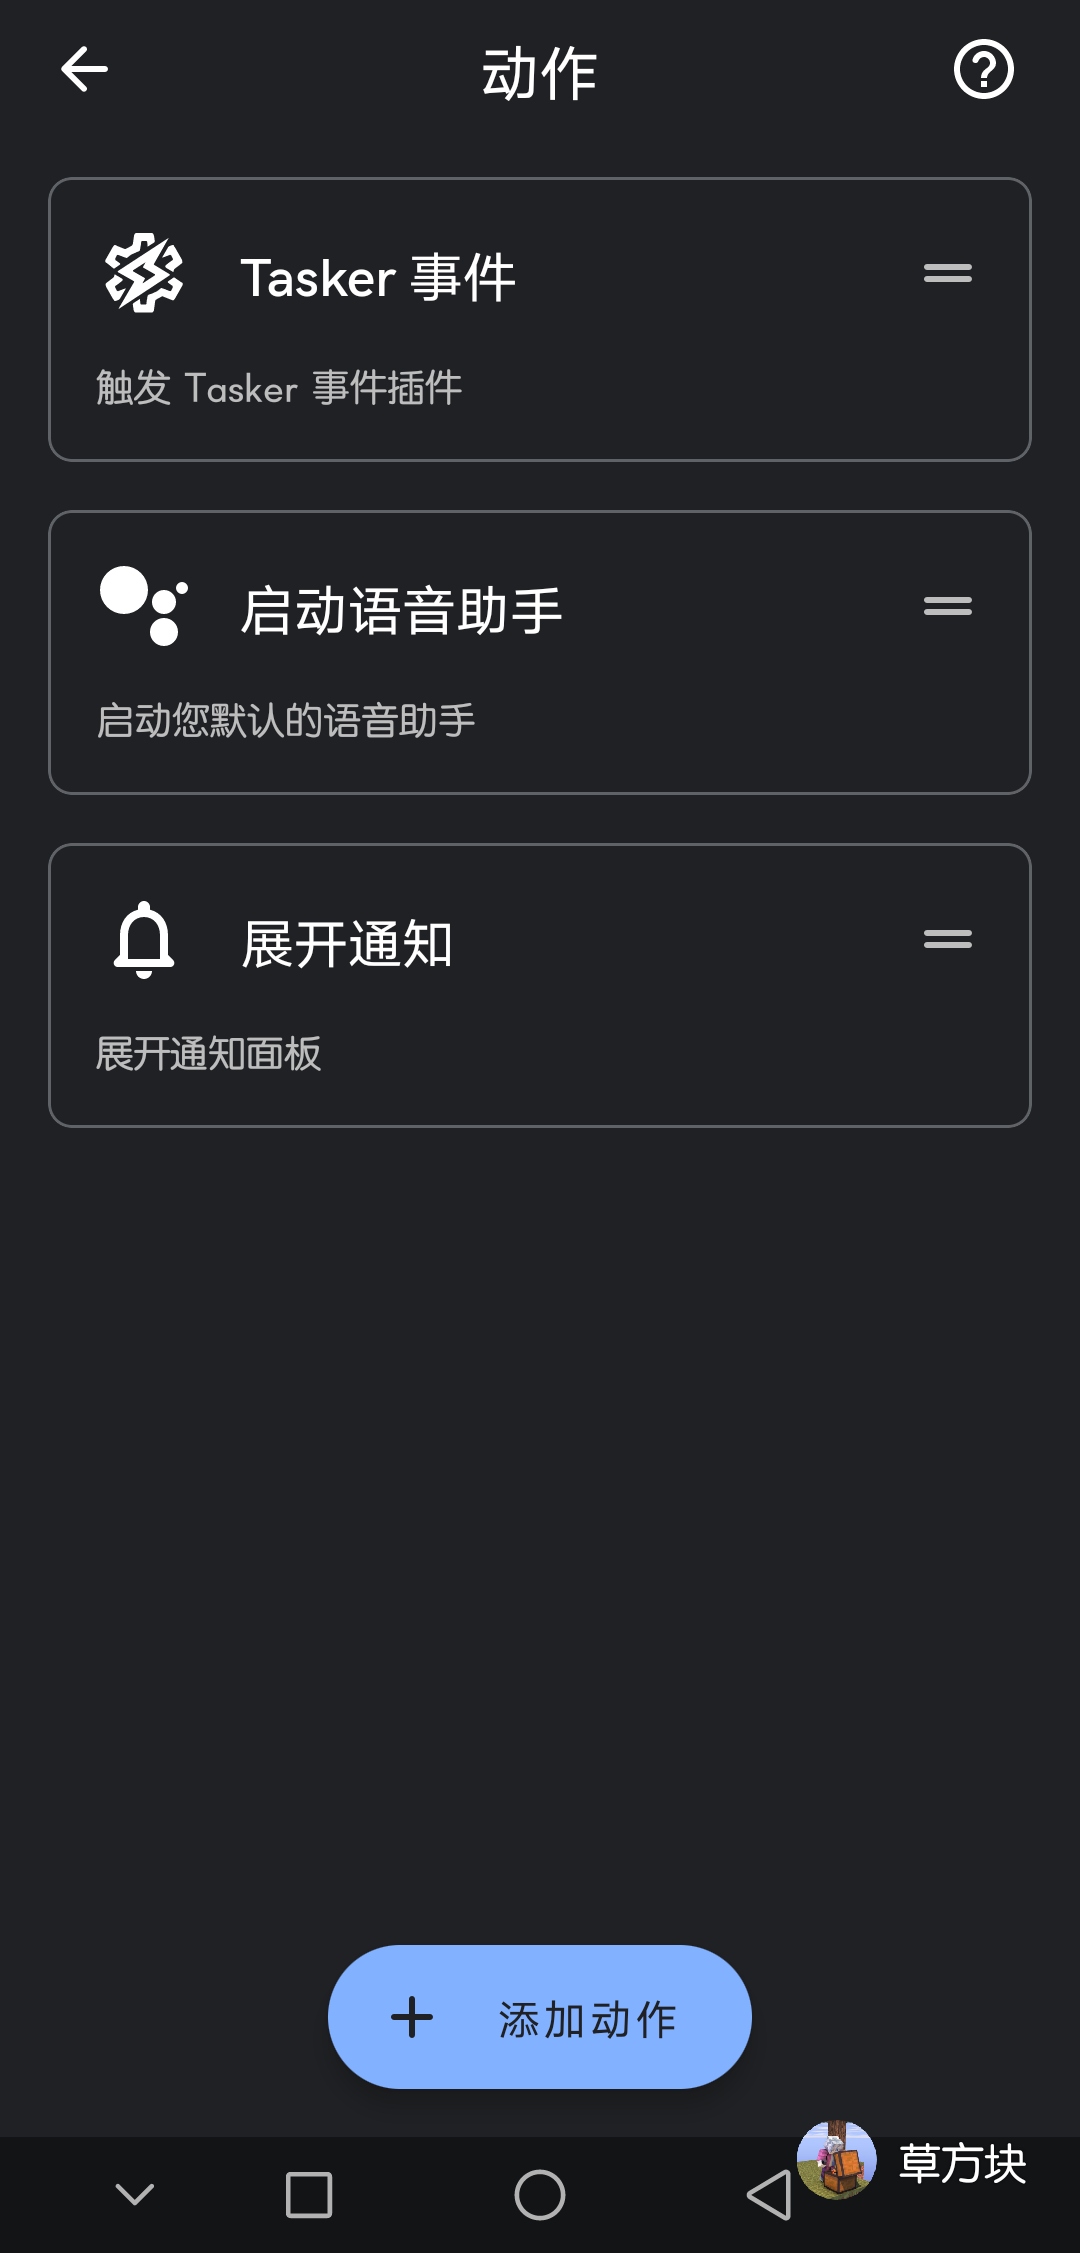 动作
Tasker 事件
触发 Tasker 事件插件
启动语音助手
启动您默认的语音助手
展开通知
展开通知面板
添加动作
草方块